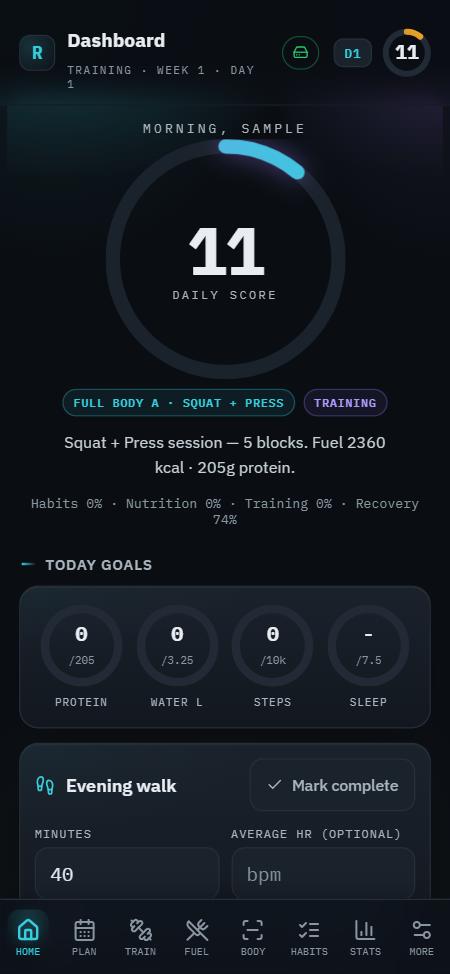 R
Dashboard
TRAINING · WEEK 1 · DAY
1
D1
11
MORNING, SAMPLE
11
DAILY SCORE
FULL BODY A · SQUAT + PRESS
TRAINING
Squat + Press session — 5 blocks. Fuel 2360
kcal · 205g protein.
Habits 0% · Nutrition 0% · Training 0% · Recovery
74%
TODAY GOALS
0 0 0 -
/205 /3.25 /10k /7.5
PROTEIN WATER L STEPS SLEEP
Evening walk
Mark complete
MINUTES AVERAGE HR (OPTIONAL)
40 bpm
HOME PLAN TRAIN FUEL BODY HABITS STATS MORE